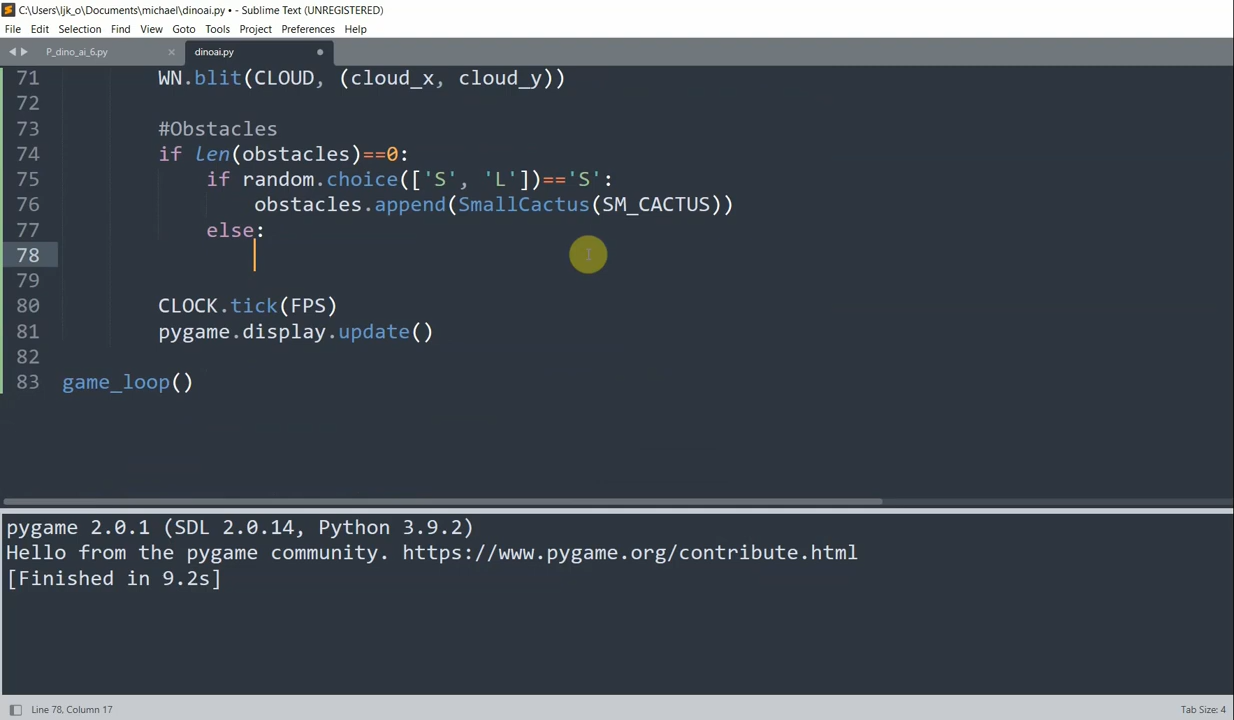 C:\Users\ljk_o\Documents\michael\dinoai.py • - Sublime Text (UNREGISTERED)
File Edit Selection Find View Goto Tools Project Preferences Help
P_dino_ai_6.py dinoai.py
71 WN.blit(CLOUD, (cloud_x, cloud_y))
72
73 #Obstacles
74 if len(obstacles)==0:
75 if random.choice(['S', 'L'])=='S':
76 obstacles.append(SmallCactus(SM_CACTUS))
77 else:
78
79
80 CLOCK.tick(FPS)
81 pygame.display.update()
82
83 game_loop()
pygame 2.0.1 (SDL 2.0.14, Python 3.9.2)
Hello from the pygame community. https://www.pygame.org/contribute.html
[Finished in 9.2s]
Line 78, Column 17 Tab Size: 4